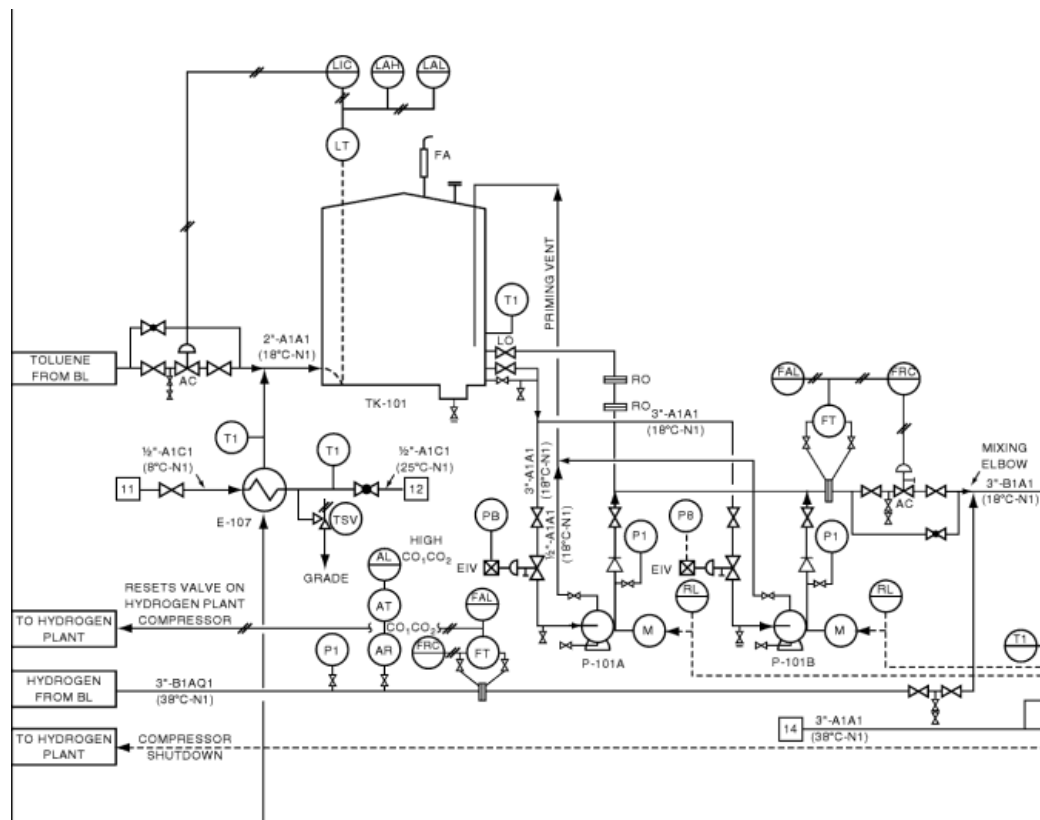 LIC
LAH
LAL
LT
FA
PRIMING VENT
T1
LO
2"-A1A1
(18°C-N1)
TOLUENE
FROM BL
AC
TK-101
RO
RO
FAL
FRC
FT
3"-A1A1
(18°C-N1)
T1
T1
½"-A1C1
(8°C-N1)
½"-A1C1
(25°C-N1)
11
12
E-107
TSV
GRADE
3"-A1A1
(18°C-N1)
½"-A1A1
(18°C-N1)
MIXING
ELBOW
3"-B1A1
(18°C-N1)
AC
PB
P8
P1
P1
EIV
EIV
HIGH
CO₁CO₂
AL
RESETS VALVE ON
HYDROGEN PLANT
COMPRESSOR
AT
FAL
RL
RL
TO HYDROGEN
PLANT
CO₁CO₂
M
M
P1
AR
FRC
FT
P-101A
P-101B
T1
HYDROGEN
FROM BL
3"-B1AQ1
(38°C-N1)
TO HYDROGEN
PLANT
COMPRESSOR
SHUTDOWN
14
3"-A1A1
(38°C-N1)